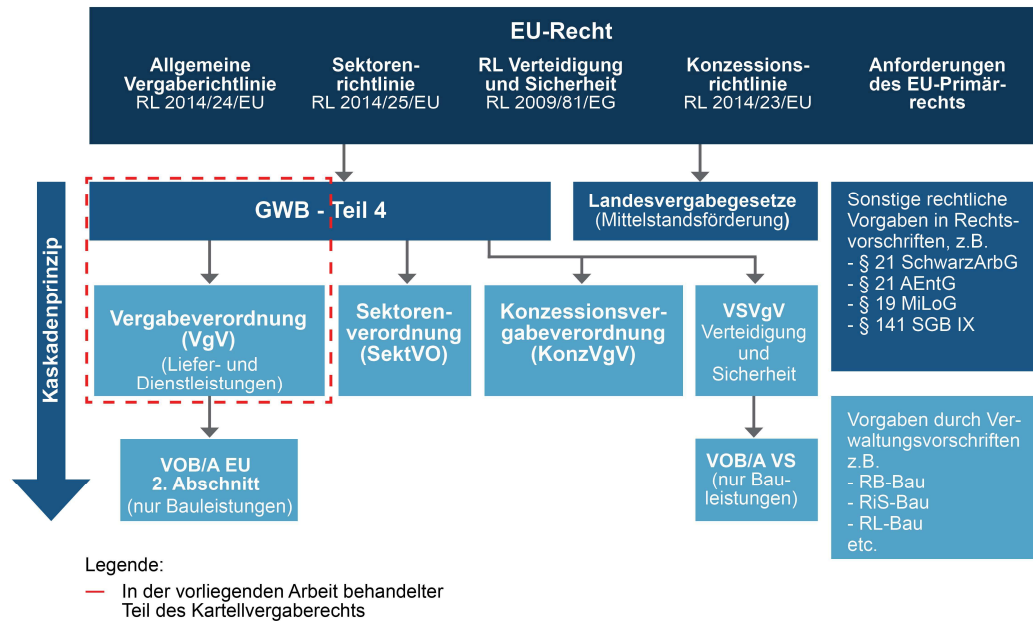 EU-Recht
Allgemeine
Vergaberichtlinie
RL 2014/24/EU
Sektoren-
richtlinie
RL 2014/25/EU
RL Verteidigung
und Sicherheit
RL 2009/81/EG
Konzessions-
richtlinie
RL 2014/23/EU
Anforderungen
des EU-Primär-
rechts
Kaskadenprinzip
GWB - Teil 4
Landesvergabegesetze
(Mittelstandsförderung)
Sonstige rechtliche
Vorgaben in Rechts-
vorschriften, z.B.
- § 21 SchwarzArbG
- § 21 AEntG
- § 19 MiLoG
- § 141 SGB IX
Vergabeverordnung
(VgV)
(Liefer- und
Dienstleistungen)
Sektoren-
verordnung
(SektVO)
Konzessionsver-
gabeverordnung
(KonzVgV)
VSVgV
Verteidigung
und
Sicherheit
VOB/A EU
2. Abschnitt
(nur Bauleistungen)
VOB/A VS
(nur Bau-
leistungen)
Vorgaben durch Ver-
waltungsvorschriften
z.B.
- RB-Bau
- RiS-Bau
- RL-Bau
etc.
Legende:
— In der vorliegenden Arbeit behandelter
Teil des Kartellvergaberechts